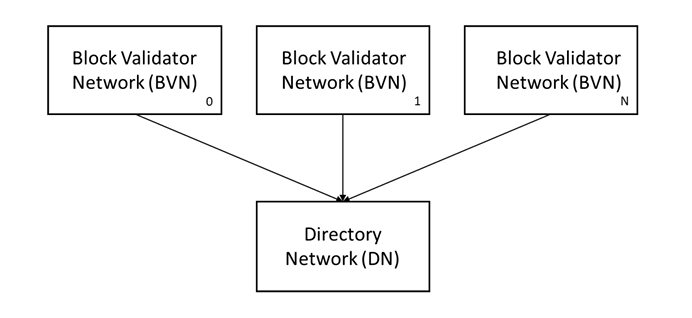 Block Validator
Network (BVN)
0
Block Validator
Network (BVN)
1
Block Validator
Network (BVN)
N
Directory
Network (DN)